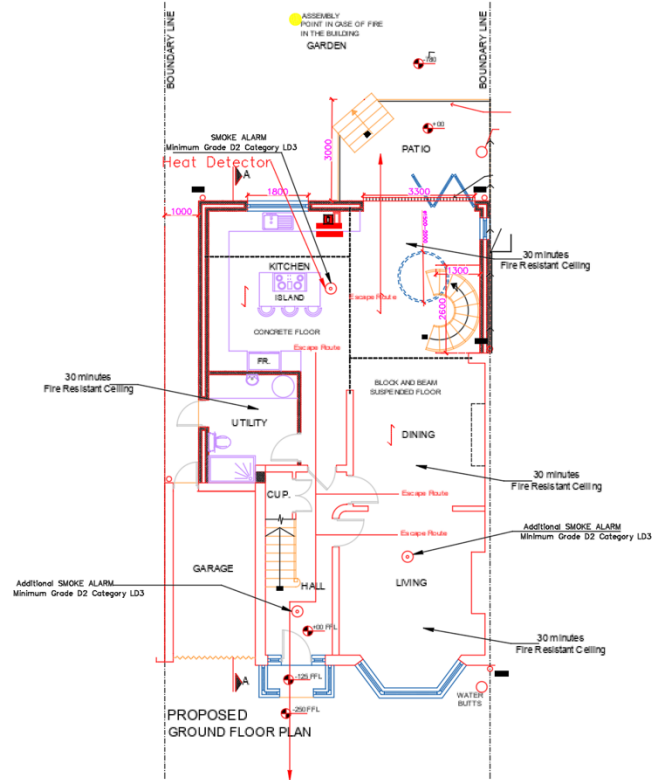 ASSEMBLY
POINT IN CASE OF FIRE
IN THE BUILDING
GARDEN
BOUNDARY LINE
BOUNDARY LINE
-780
+00
SMOKE ALARM
Minimum Grade D2 Category LD3
Heat Detector
A
3000
PATIO
1000
1800
3300
30 minutes
Fire Resistant Ceiling
1300
2600
KITCHEN
ISLAND
Escape Route
CONCRETE FLOOR
Escape Route
FR.
30 minutes
Fire Resistant Ceiling
BLOCK AND BEAM
SUSPENDED FLOOR
UTILITY
DINING
30 minutes
Fire Resistant Ceiling
CUP.
Escape Route
Additional SMOKE ALARM
Minimum Grade D2 Category LD3
Escape Route
GARAGE
Additional SMOKE ALARM
Minimum Grade D2 Category LD3
HALL
LIVING
+00 FFL
30 minutes
Fire Resistant Ceiling
A
-125 FFL
WATER
BUTTS
-250 FFL
PROPOSED
GROUND FLOOR PLAN